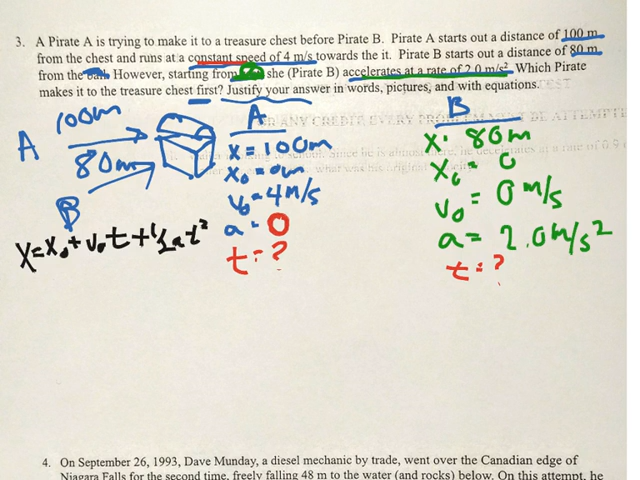 3. A Pirate A is trying to make it to a treasure chest before Pirate B. Pirate A starts out a distance of 100 m
from the chest and runs at a constant speed of 4 m/s towards the it. Pirate B starts out a distance of 80 m
from the However, starting from she (Pirate B) accelerates at a rate of 2.0 m/s². Which Pirate
makes it to the treasure chest first? Justify your answer in words, pictures, and with equations.
100m
A
80m
B
X=X₀+V₀t+½at²
A
X=100m
X₀=0m
V₀=4m/s
a=0
t=?
B
X=80m
X₀=0
V₀=0m/s
a=2.0m/s²
t=?
4. On September 26, 1993, Dave Munday, a diesel mechanic by trade, went over the Canadian edge of
Niagara Falls for the second time, freely falling 48 m to the water (and rocks) below. On this attempt, he